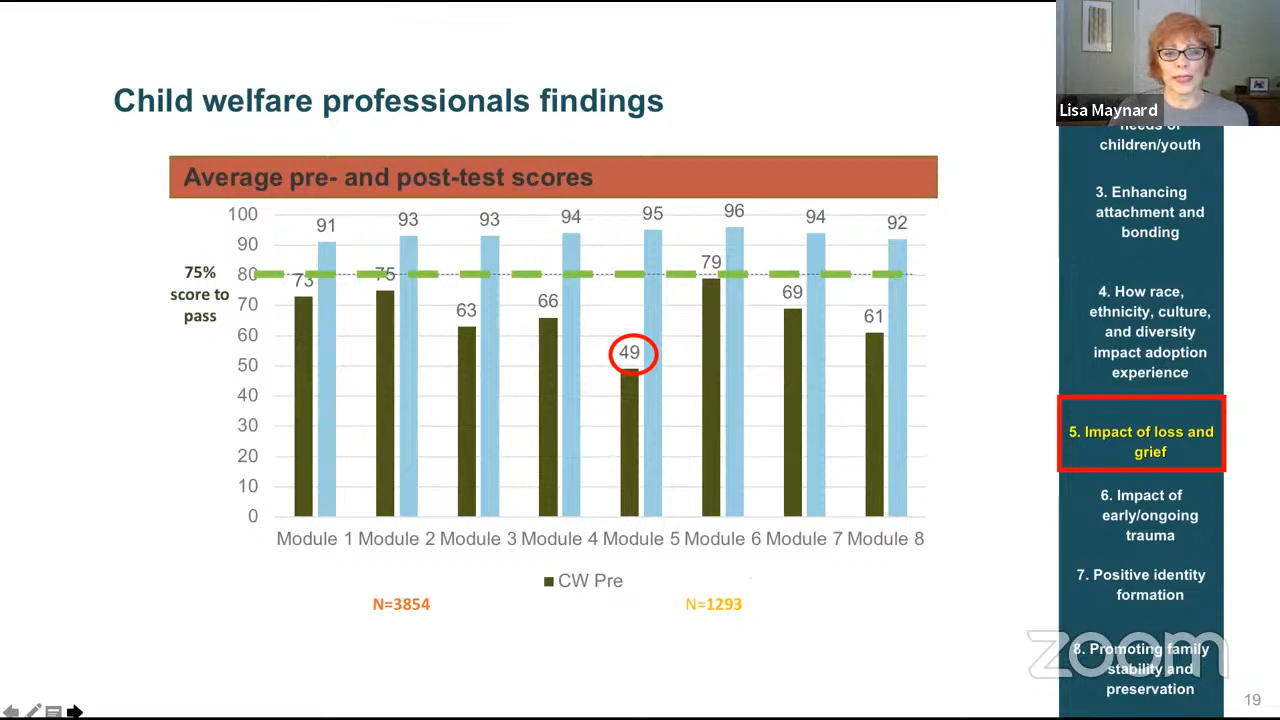 Child welfare professionals findings
Average pre- and post-test scores
100
90
80
70
60
50
40
30
20
10
0
75%
score to
pass
91
93
93
94
95
96
94
92
73
75
63
66
49
79
69
61
Module 1 Module 2 Module 3 Module 4 Module 5 Module 6 Module 7 Module 8
CW Pre
N=3854
N=1293
Lisa Maynard
needs of
children/youth
3. Enhancing
attachment and
bonding
4. How race,
ethnicity, culture,
and diversity
impact adoption
experience
5. Impact of loss and
grief
6. Impact of
early/ongoing
trauma
7. Positive identity
formation
8. Promoting family
stability and
preservation
zoom
19